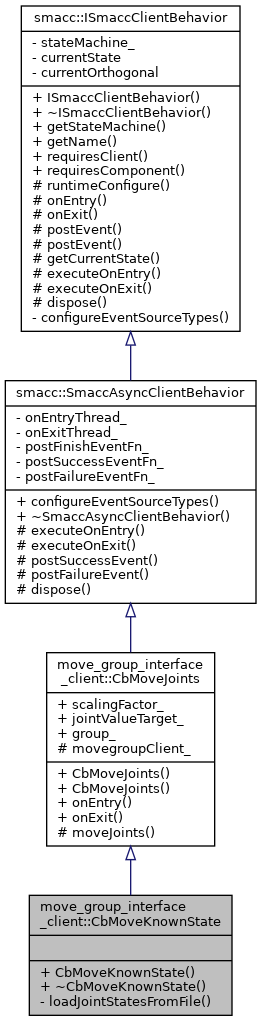 smacc::ISmaccClientBehavior
- stateMachine_
- currentState
- currentOrthogonal
+ ISmaccClientBehavior()
+ ~ISmaccClientBehavior()
+ getStateMachine()
+ getName()
+ requiresClient()
+ requiresComponent()
# runtimeConfigure()
# onEntry()
# onExit()
# postEvent()
# postEvent()
# getCurrentState()
# executeOnEntry()
# executeOnExit()
# dispose()
- configureEventSourceTypes()
smacc::SmaccAsyncClientBehavior
- onEntryThread_
- onExitThread_
- postFinishEventFn_
- postSuccessEventFn_
- postFailureEventFn_
+ configureEventSourceTypes()
+ ~SmaccAsyncClientBehavior()
# executeOnEntry()
# executeOnExit()
# postSuccessEvent()
# postFailureEvent()
# dispose()
move_group_interface
_client::CbMoveJoints
+ scalingFactor_
+ jointValueTarget_
+ group_
# movegroupClient_
+ CbMoveJoints()
+ CbMoveJoints()
+ onEntry()
+ onExit()
# moveJoints()
move_group_interface
_client::CbMoveKnownState
+ CbMoveKnownState()
+ ~CbMoveKnownState()
- loadJointStatesFromFile()